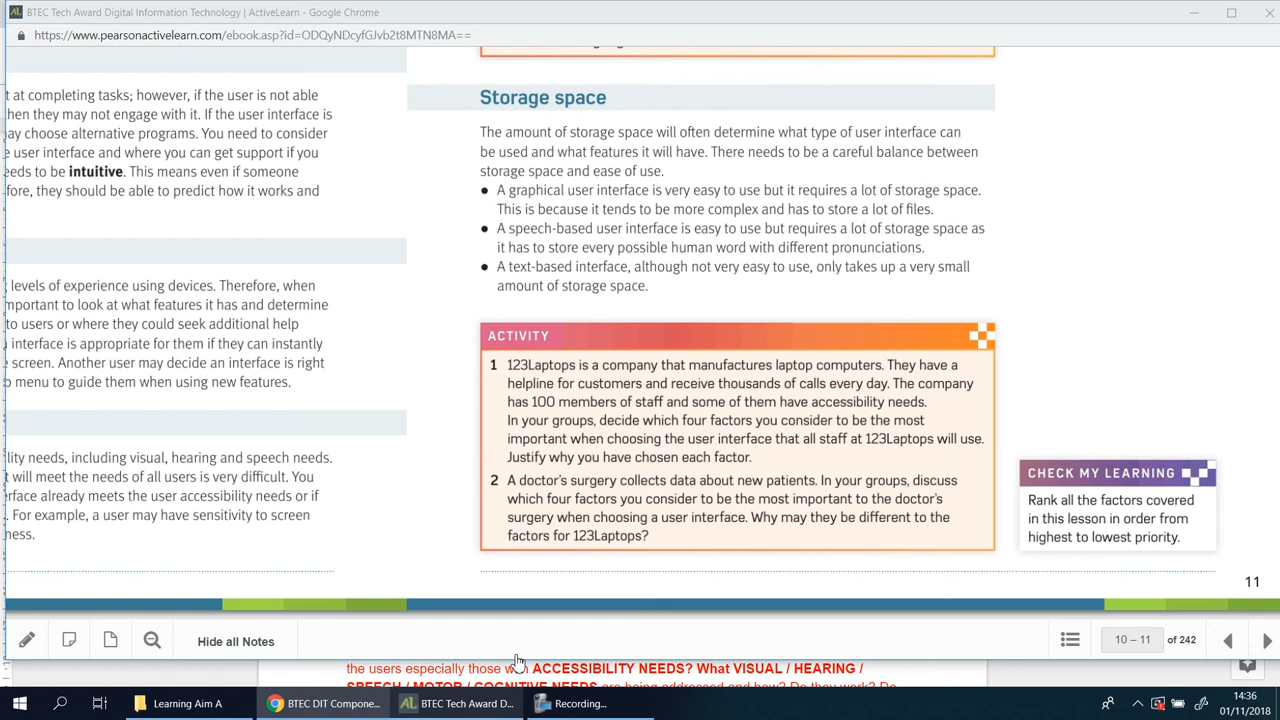 BTEC Tech Award Digital Information Technology | ActiveLearn - Google Chrome
https://www.pearsonactivelearn.com/ebook.asp?id=ODQyNDcyfGJvb2t8MTN8MA==
t at completing tasks; however, if the user is not able
hen they may not engage with it. If the user interface is
ay choose alternative programs. You need to consider
e user interface and where you can get support if you
eeds to be intuitive. This means even if someone
fore, they should be able to predict how it works and
levels of experience using devices. Therefore, when
mportant to look at what features it has and determine
to users or where they could seek additional help
interface is appropriate for them if they can instantly
e screen. Another user may decide an interface is right
p menu to guide them when using new features.
lity needs, including visual, hearing and speech needs.
t will meet the needs of all users is very difficult. You
rface already meets the user accessibility needs or if
. For example, a user may have sensitivity to screen
ness.
Storage space
The amount of storage space will often determine what type of user interface can
be used and what features it will have. There needs to be a careful balance between
storage space and ease of use.
● A graphical user interface is very easy to use but it requires a lot of storage space.
This is because it tends to be more complex and has to store a lot of files.
● A speech-based user interface is easy to use but requires a lot of storage space as
it has to store every possible human word with different pronunciations.
● A text-based interface, although not very easy to use, only takes up a very small
amount of storage space.
ACTIVITY
1 123Laptops is a company that manufactures laptop computers. They have a
helpline for customers and receive thousands of calls every day. The company
has 100 members of staff and some of them have accessibility needs.
In your groups, decide which four factors you consider to be the most
important when choosing the user interface that all staff at 123Laptops will use.
Justify why you have chosen each factor.
2 A doctor's surgery collects data about new patients. In your groups, discuss
which four factors you consider to be the most important to the doctor's
surgery when choosing a user interface. Why may they be different to the
factors for 123Laptops?
CHECK MY LEARNING
Rank all the factors covered
in this lesson in order from
highest to lowest priority.
11
Hide all Notes
10 – 11 of 242
the users especially those with ACCESSIBILITY NEEDS? What VISUAL / HEARING /
SPEECH / MOTOR / COGNITIVE NEEDS are being addressed and how? Do they work? Do
Learning Aim A
BTEC DIT Compone...
BTEC Tech Award D...
Recording...
14:36
01/11/2018